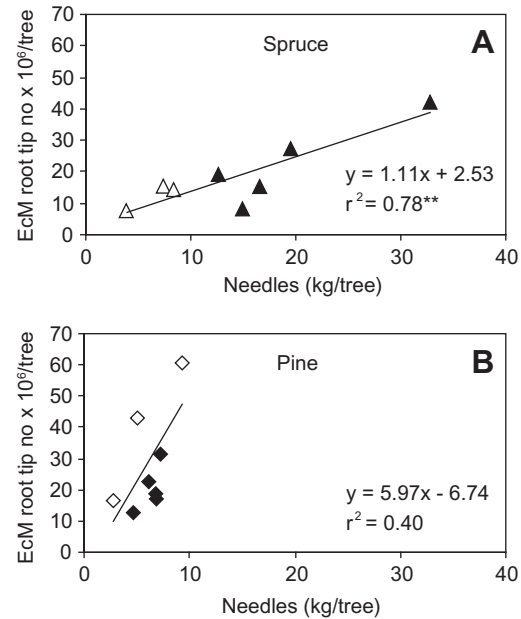 A
Spruce
70
60
50
40
30
20
10
0
EcM root tip no x 10⁶/tree
y = 1.11x + 2.53
r² = 0.78**
0 10 20 30 40
Needles (kg/tree)
B
Pine
70
60
50
40
30
20
10
0
EcM root tip no x 10⁶/tree
y = 5.97x - 6.74
r² = 0.40
0 10 20 30 40
Needles (kg/tree)